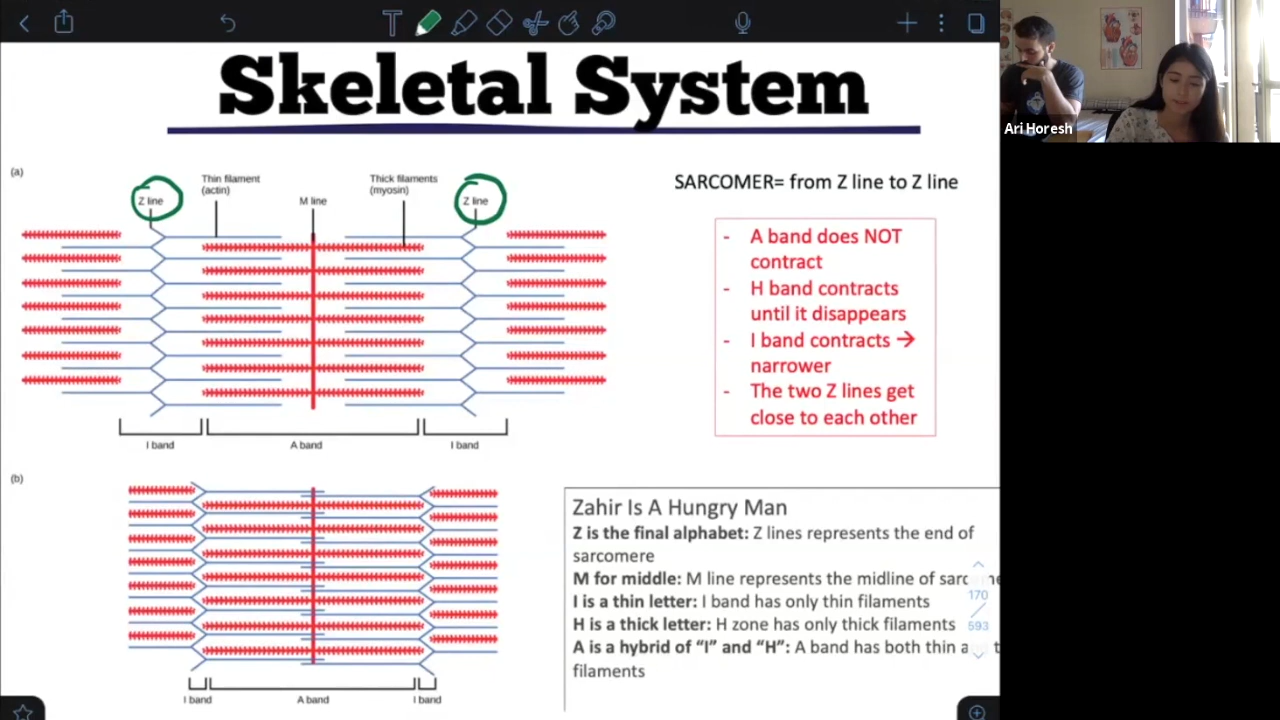 Skeletal System
Ari Horesh
(a)
Thin filament
(actin)
Thick filaments
(myosin)
Z line
M line
Z line
SARCOMER= from Z line to Z line
- A band does NOT
contract
- H band contracts
until it disappears
- I band contracts →
narrower
- The two Z lines get
close to each other
I band
A band
I band
(b)
Zahir Is A Hungry Man
Z is the final alphabet: Z lines represents the end of
sarcomere
M for middle: M line represents the midline of
I is a thin letter: I band has only thin filaments
H is a thick letter: H zone has only thick filaments
A is a hybrid of “I” and “H”: A band has both thin
filaments
170
593
I band
A band
I band